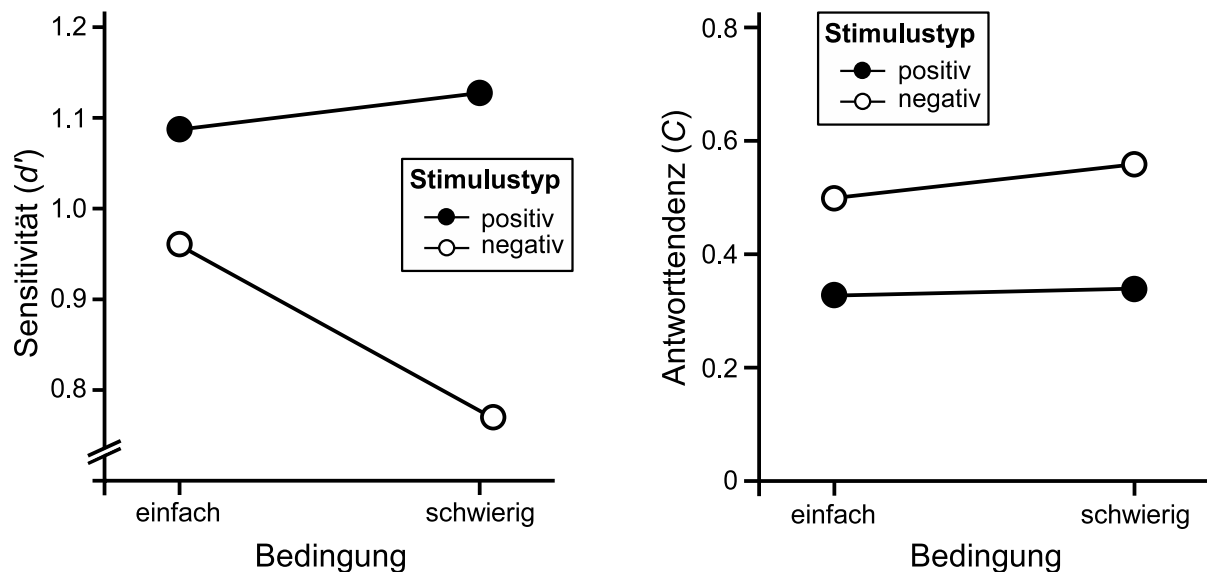 1.2
1.1
1.0
0.9
0.8
Sensitivität (d')
Stimulustyp
positiv
negativ
einfach
schwierig
Bedingung
0.8
0.6
0.4
0.2
0
Antworttendenz (C)
Stimulustyp
positiv
negativ
einfach
schwierig
Bedingung